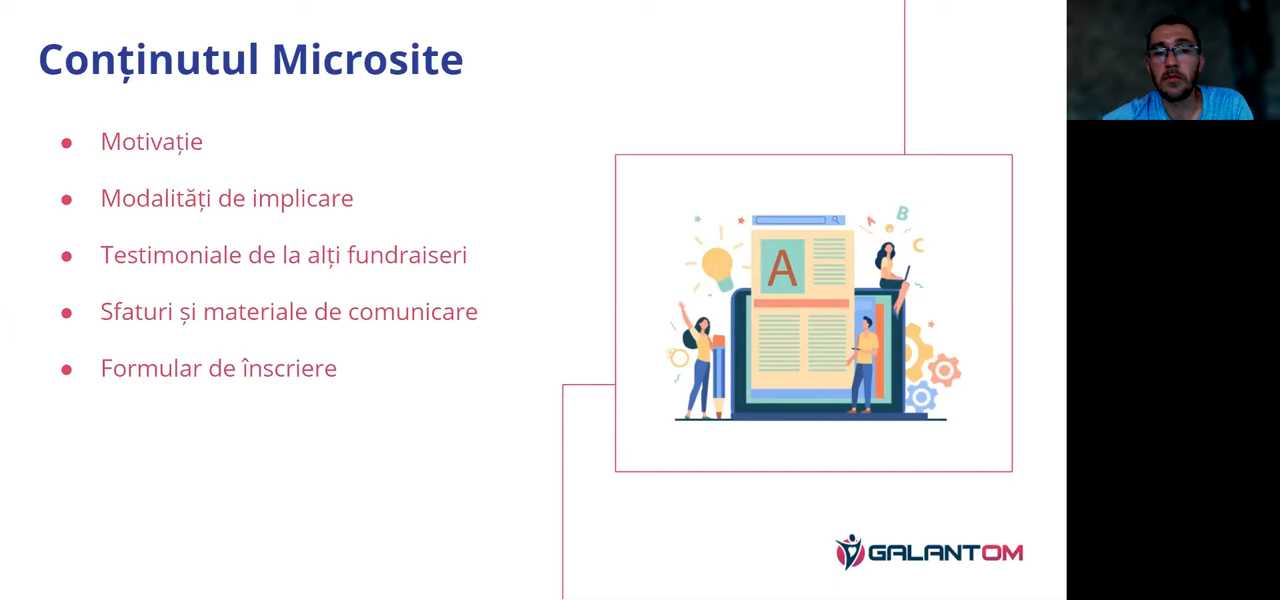 Conținutul Microsite
Motivație
Modalități de implicare
Testimoniale de la alți fundraiseri
Sfaturi și materiale de comunicare
Formular de înscriere
A
A
B
C
GALANTOM